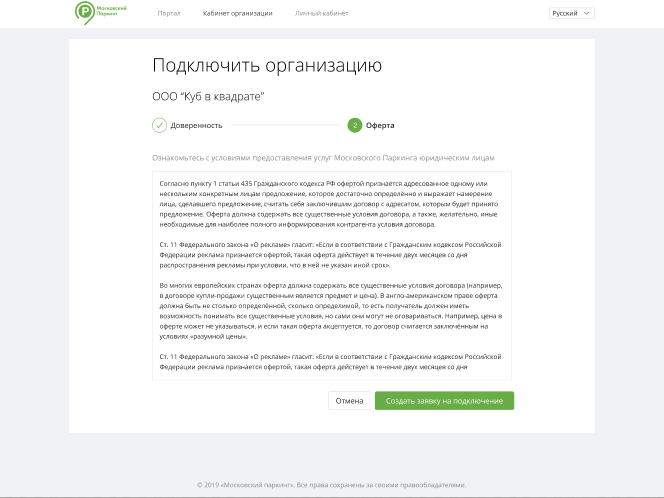 Московский
Паркинг
Портал
Кабинет организации
Личный кабинет
Русский
Подключить организацию
ООО “Куб в квадрате”
Доверенность
2
Оферта
Ознакомьтесь с условиями предоставления услуг Московского Паркинга юридическим лицам
Согласно пункту 1 статьи 435 Гражданского кодекса РФ офертой признаётся адресованное одному или
нескольким конкретным лицам предложение, которое достаточно определённо и выражает намерение
лица, сделавшего предложение, считать себя заключившим договор с адресатом, которым будет принято
предложение. Оферта должна содержать все существенные условия договора, а также, желательно, иные
необходимые для наиболее полного информирования контрагента условия договора.
Ст. 11 Федерального закона «О рекламе» гласит: «Если в соответствии с Гражданским кодексом Российской
Федерации реклама признается офертой, такая оферта действует в течение двух месяцев со дня
распространения рекламы при условии, что в ней не указан иной срок».
Во многих европейских странах оферта должна содержать все существенные условия договора (например,
в договоре купли-продажи существенным является предмет и цена). В англо-американском праве оферта
должна быть не столько определённой, сколько определимой, то есть получатель должен иметь
возможность понимать все существенные условия, но сами они могут не оговариваться. Например, цена в
оферте может не указываться, и если такая оферта акцептуется, то договор считается заключённым на
условиях «разумной цены».
Ст. 11 Федерального закона «О рекламе» гласит: «Если в соответствии с Гражданским кодексом Российской
Федерации реклама признается офертой, такая оферта действует в течение двух месяцев со дня
Отмена
Создать заявку на подключение
© 2019 «Московский паркинг». Все права сохранены за своими правообладателями.